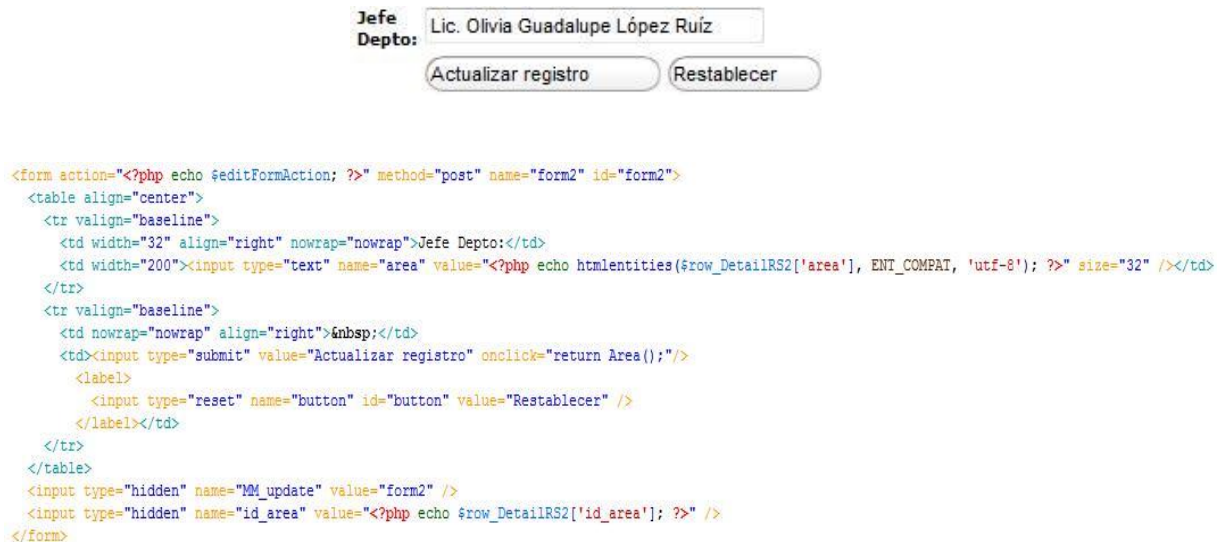 Jefe
Depto:
Lic. Olivia Guadalupe López Ruíz
Actualizar registro
Restablecer
<form action="<?php echo $editFormAction; ?>" method="post" name="form2" id="form2">
<table align="center">
<tr valign="baseline">
<td width="32" align="right" nowrap="nowrap">Jefe Depto:</td>
<td width="200"><input type="text" name="area" value="<?php echo htmlentities($row_DetailRS2['area'], ENT_COMPAT, 'utf-8'); ?>" size="32" /></td>
</tr>
<tr valign="baseline">
<td nowrap="nowrap" align="right">&nbsp;</td>
<td><input type="submit" value="Actualizar registro" onclick="return Area();"/>
<label>
<input type="reset" name="button" id="button" value="Restablecer" />
</label></td>
</tr>
</table>
<input type="hidden" name="MM_update" value="form2" />
<input type="hidden" name="id_area" value="<?php echo $row_DetailRS2['id_area']; ?>" />
</form>